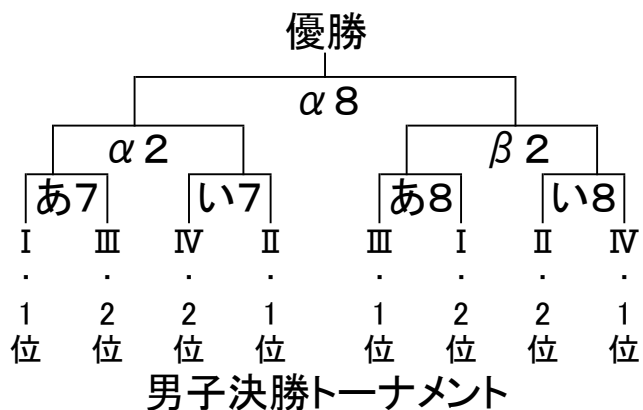 優勝
α8
α2 β2
あ7 い7 あ8 い8
Ⅰ・1位 Ⅲ・2位 Ⅳ・2位 Ⅱ・1位 Ⅲ・1位 Ⅰ・2位 Ⅱ・2位 Ⅳ・1位
男子決勝トーナメント